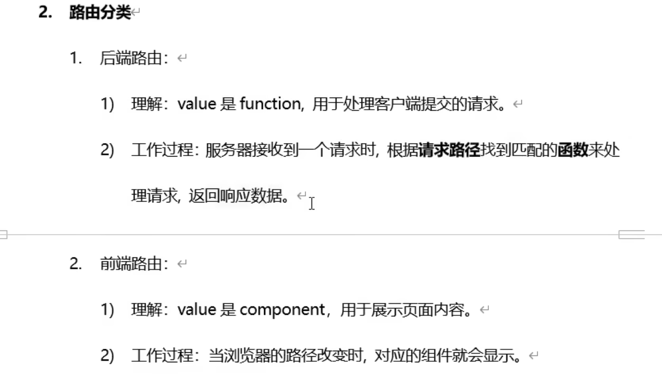 2. 路由分类
1. 后端路由：
1) 理解：value 是 function，用于处理客户端提交的请求。
2) 工作过程：服务器接收到一个请求时，根据请求路径找到匹配的函数来处
理请求，返回响应数据。
2. 前端路由：
1) 理解：value 是 component，用于展示页面内容。
2) 工作过程：当浏览器的路径改变时，对应的组件就会显示。